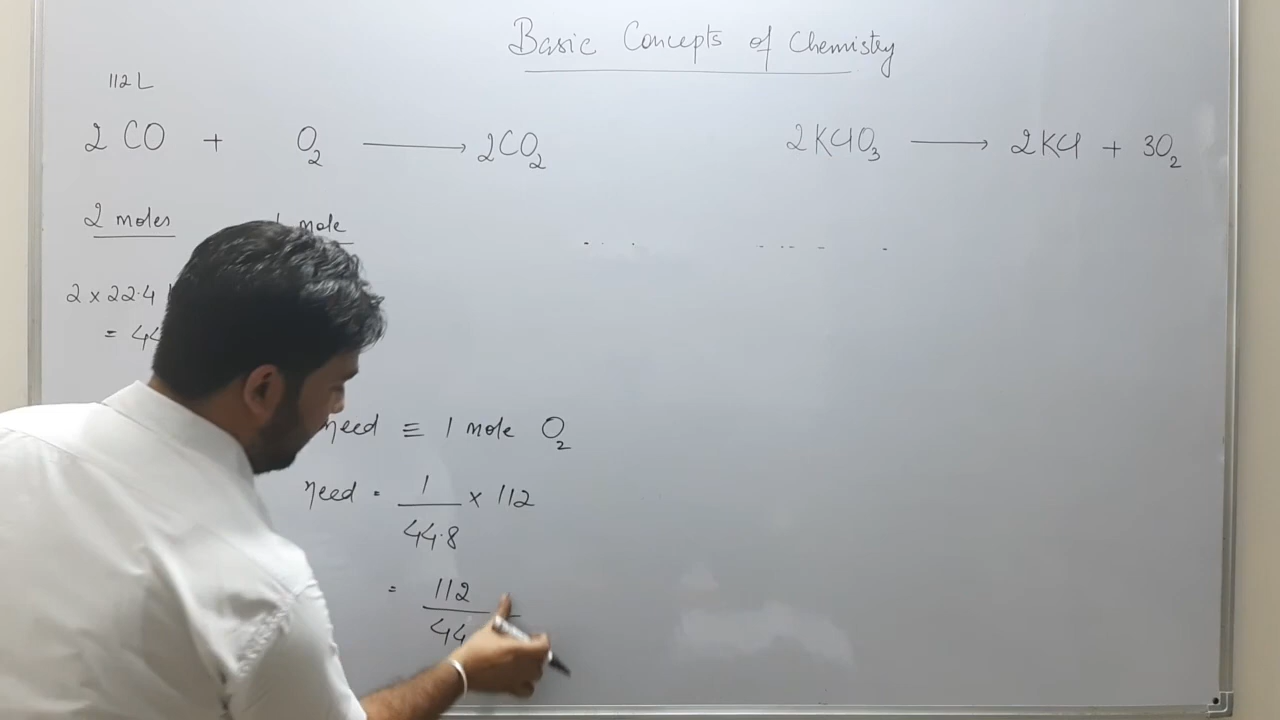 Basic Concepts of Chemistry
112 L
2 CO + O₂ ⟶ 2CO₂
2KClO₃ ⟶ 2KCl + 3O₂
2 moles
mole
2 × 22.4
= 44
need ≡ 1 mole O₂
need = 1/44.8 × 112
= 112/44